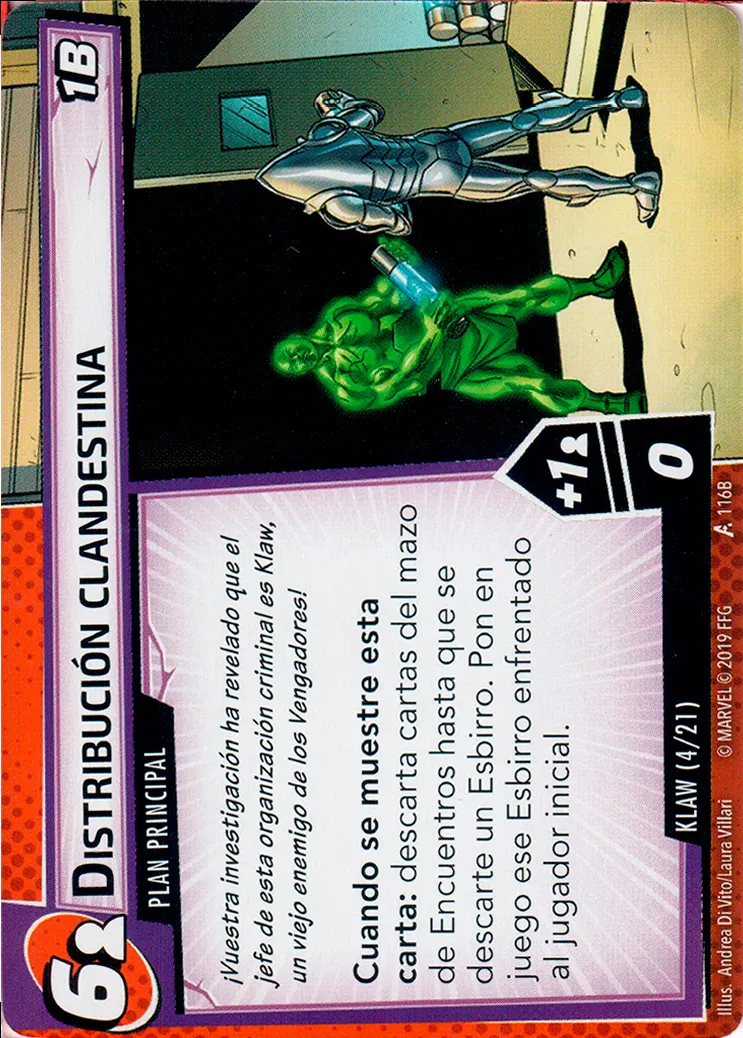 6
DISTRIBUCIÓN CLANDESTINA
1B
PLAN PRINCIPAL
¡Vuestra investigación ha revelado que el
jefe de esta organización criminal es Klaw,
un viejo enemigo de los Vengadores!
Cuando se muestre esta
carta: descarta cartas del mazo
de Encuentros hasta que se
descarte un Esbirro. Pon en
juego ese Esbirro enfrentado
al jugador inicial.
+1
0
KLAW (4/21)
Illus. Andrea Di Vito/Laura Villari
© MARVEL © 2019 FFG
116B